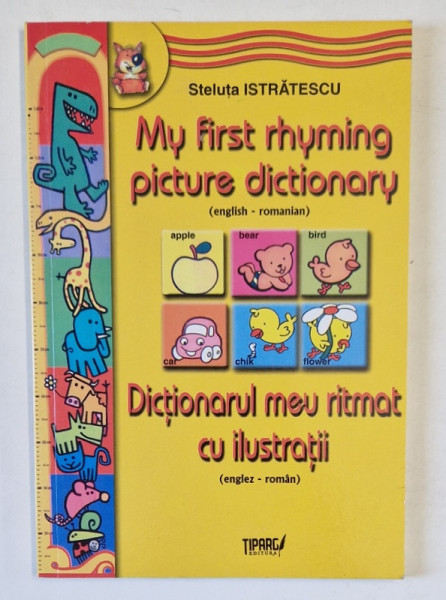 Steluța ISTRĂTESCU
My first rhyming
picture dictionary
(english - romanian)
apple bear bird
car chik flower
Dicționarul meu ritmat
cu ilustrații
(englez - român)
TIPARG
EDITURA